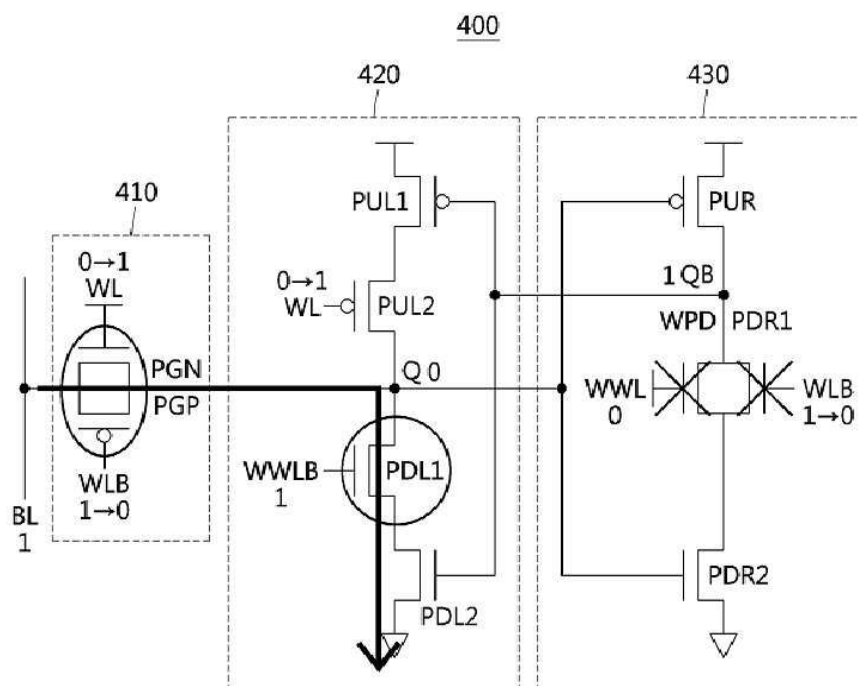 400
420
430
410
PUL1
PUR
0→1
WL
0→1
WL
PUL2
1 QB
WPD
PDR1
PGN
Q 0
PGP
WWL
0
WLB
1→0
WLB
1→0
WWLB
1
PDL1
BL
1
PDL2
PDR2